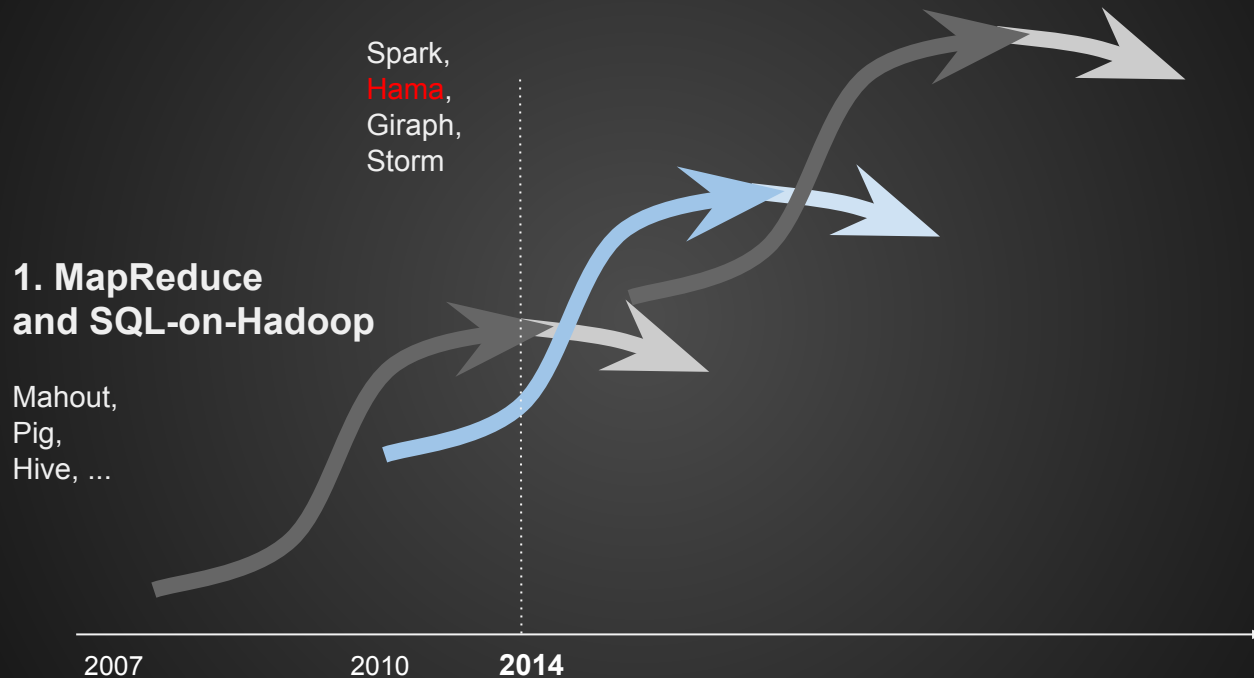 Spark,
Hama,
Giraph,
Storm
1. MapReduce
and SQL-on-Hadoop
Mahout,
Pig,
Hive, ...
2007
2010
2014